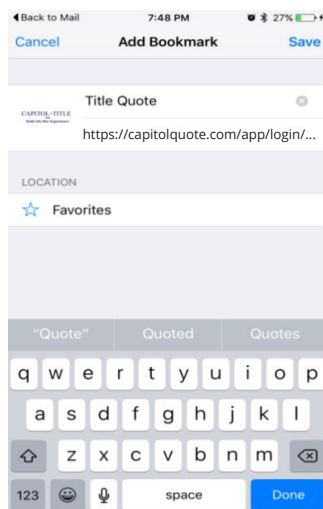 Back to Mail 7:48 PM 27%
Cancel Add Bookmark Save
Title Quote
CAPITOL TITLE
https://capitolquote.com/app/login/...
LOCATION
Favorites
"Quote" Quoted Quotes
q w e r t y u i o p
a s d f g h j k l
z x c v b n m
123 space Done